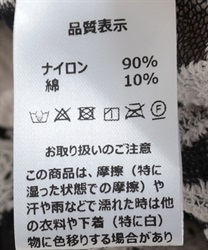 品質表示
ナイロン 90%
綿 10%
お取り扱いのご注意
この商品は、摩擦（特に
湿った状態での摩擦）や
汗や雨などで濡れた時は他
の衣料や下着（特に白）
物に色移りする場合があり